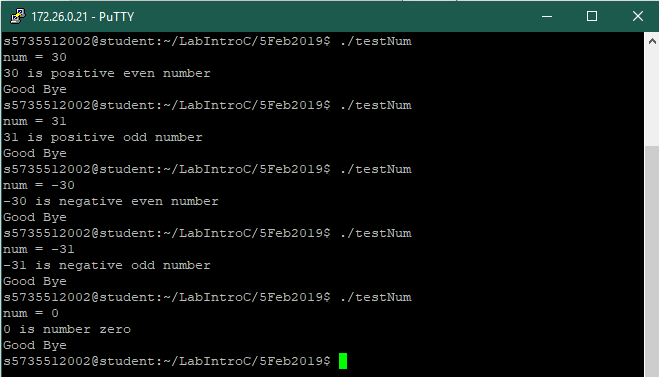 172.26.0.21 - PuTTY
s5735512002@student:~/LabIntroC/5Feb2019$ ./testNum
num = 30
30 is positive even number
Good Bye
s5735512002@student:~/LabIntroC/5Feb2019$ ./testNum
num = 31
31 is positive odd number
Good Bye
s5735512002@student:~/LabIntroC/5Feb2019$ ./testNum
num = -30
-30 is negative even number
Good Bye
s5735512002@student:~/LabIntroC/5Feb2019$ ./testNum
num = -31
-31 is negative odd number
Good Bye
s5735512002@student:~/LabIntroC/5Feb2019$ ./testNum
num = 0
0 is number zero
Good Bye
s5735512002@student:~/LabIntroC/5Feb2019$